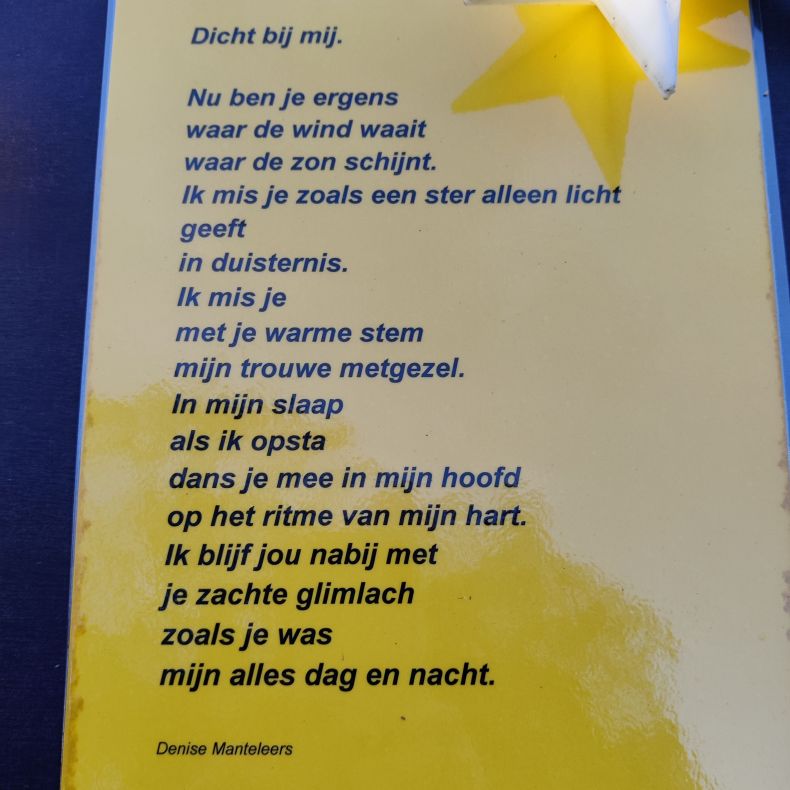 Dicht bij mij.
Nu ben je ergens
waar de wind waait
waar de zon schijnt.
Ik mis je zoals een ster alleen licht
geeft
in duisternis.
Ik mis je
met je warme stem
mijn trouwe metgezel.
In mijn slaap
als ik opsta
dans je mee in mijn hoofd
op het ritme van mijn hart.
Ik blijf jou nabij met
je zachte glimlach
zoals je was
mijn alles dag en nacht.
Denise Manteleers